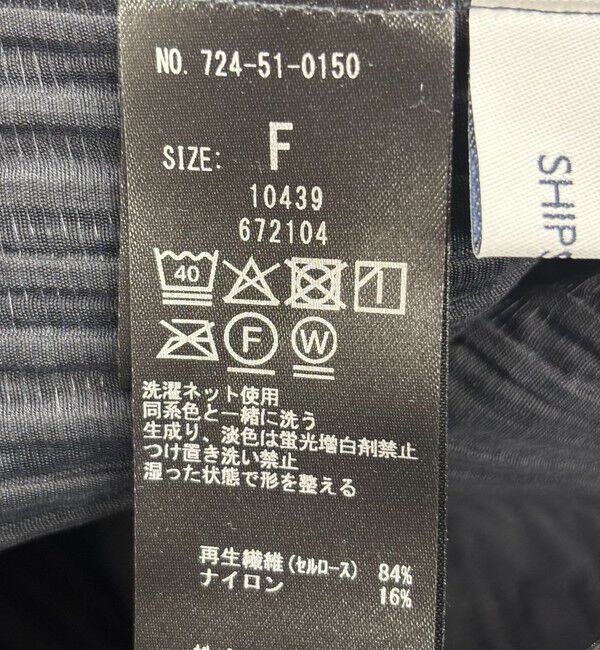 NO. 724-51-0150
SIZE: F
10439
672104
40
F
W
洗濯ネット使用
同系色と一緒に洗う
生成り、淡色は蛍光増白剤禁止
つけ置き洗い禁止
湿った状態で形を整える
再生繊維(セルロース) 84%
ナイロン 16%
SHIPS